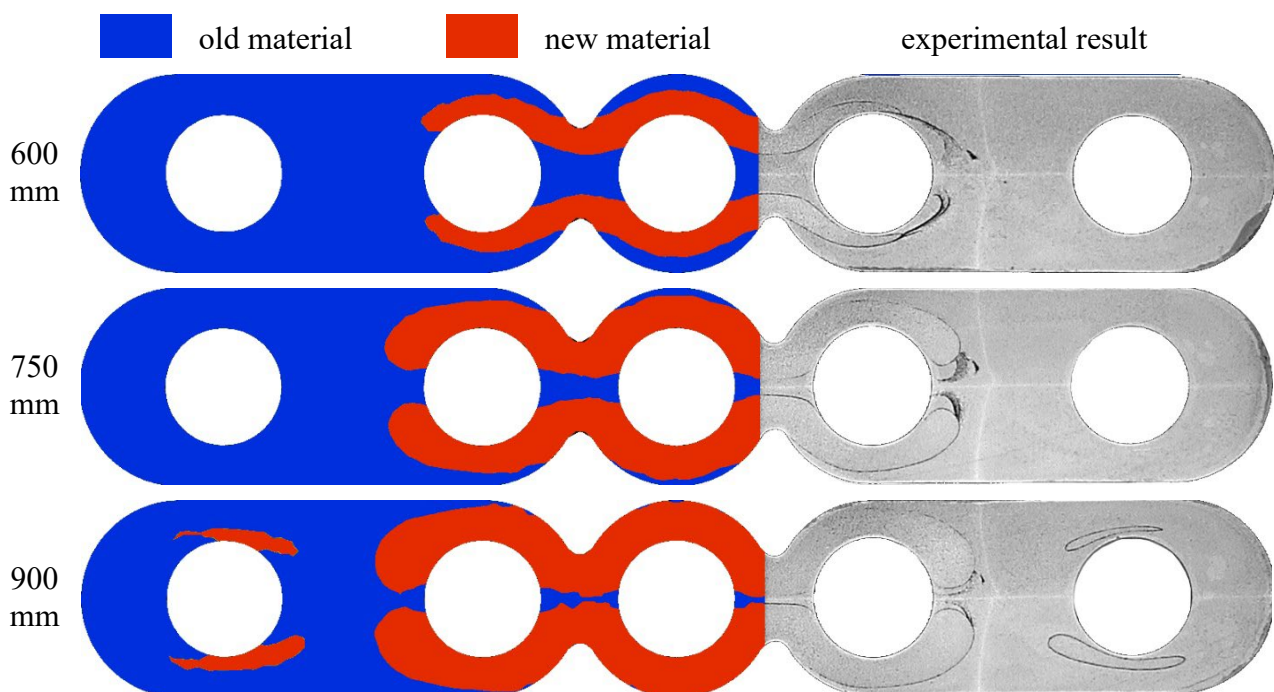 old material
new material
experimental result
600
mm
750
mm
900
mm